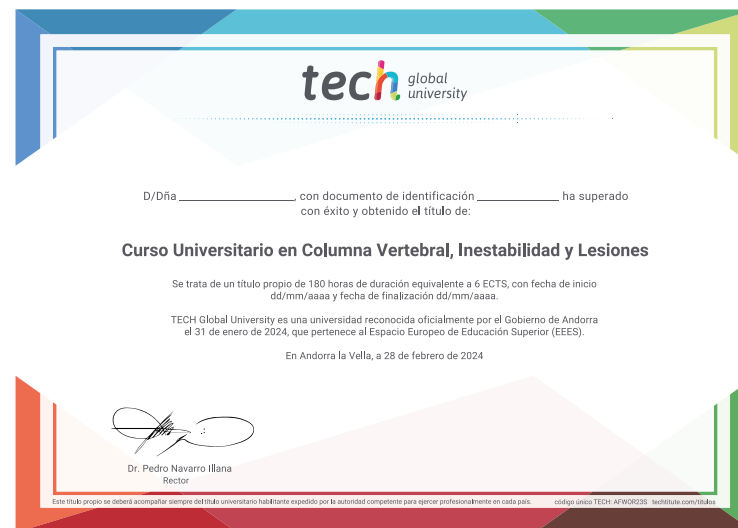 tech global university
D/Dña ______________, con documento de identificación ____________ ha superado
con éxito y obtenido el título de:
Curso Universitario en Columna Vertebral, Inestabilidad y Lesiones
Se trata de un título propio de 180 horas de duración equivalente a 6 ECTS, con fecha de inicio
dd/mm/aaaa y fecha de finalización dd/mm/aaaa.
TECH Global University es una universidad reconocida oficialmente por el Gobierno de Andorra
el 31 de enero de 2024, que pertenece al Espacio Europeo de Educación Superior (EEES).
En Andorra la Vella, a 28 de febrero de 2024
Dr. Pedro Navarro Illana
Rector
Este título propio se deberá acompañar siempre del título universitario habilitante expedido por la autoridad competente para ejercer profesionalmente en cada país. código único TECH: AFWOR23S techtitute.com/titulos